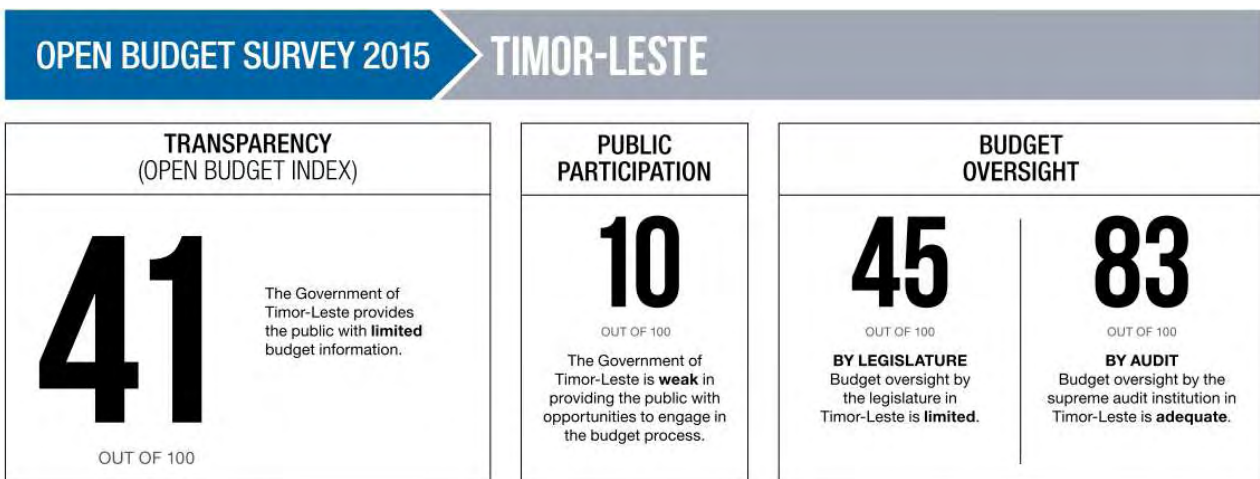 OPEN BUDGET SURVEY 2015
TIMOR-LESTE
TRANSPARENCY
(OPEN BUDGET INDEX)
41
OUT OF 100
The Government of
Timor-Leste provides
the public with limited
budget information.
PUBLIC
PARTICIPATION
10
OUT OF 100
The Government of
Timor-Leste is weak in
providing the public with
opportunities to engage in
the budget process.
BUDGET
OVERSIGHT
45
OUT OF 100
BY LEGISLATURE
Budget oversight by
the legislature in
Timor-Leste is limited.
83
OUT OF 100
BY AUDIT
Budget oversight by the
supreme audit institution in
Timor-Leste is adequate.